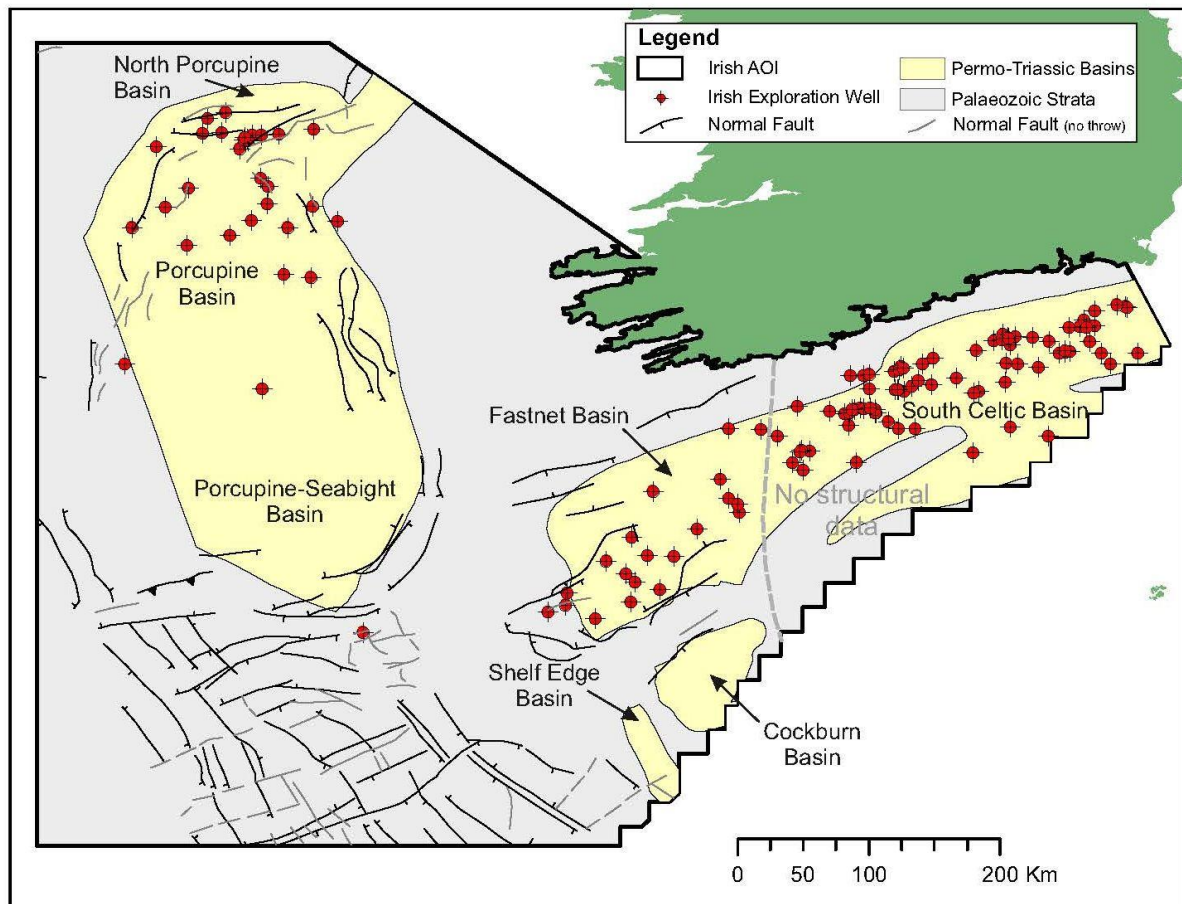 Legend
Irish AOI
Irish Exploration Well
Normal Fault
Permo-Triassic Basins
Palaeozoic Strata
Normal Fault (no throw)
North Porcupine
Basin
Porcupine
Basin
Porcupine-Seabight
Basin
Fastnet Basin
South Celtic Basin
No structural
data
Shelf Edge
Basin
Cockburn
Basin
0 50 100 200 Km